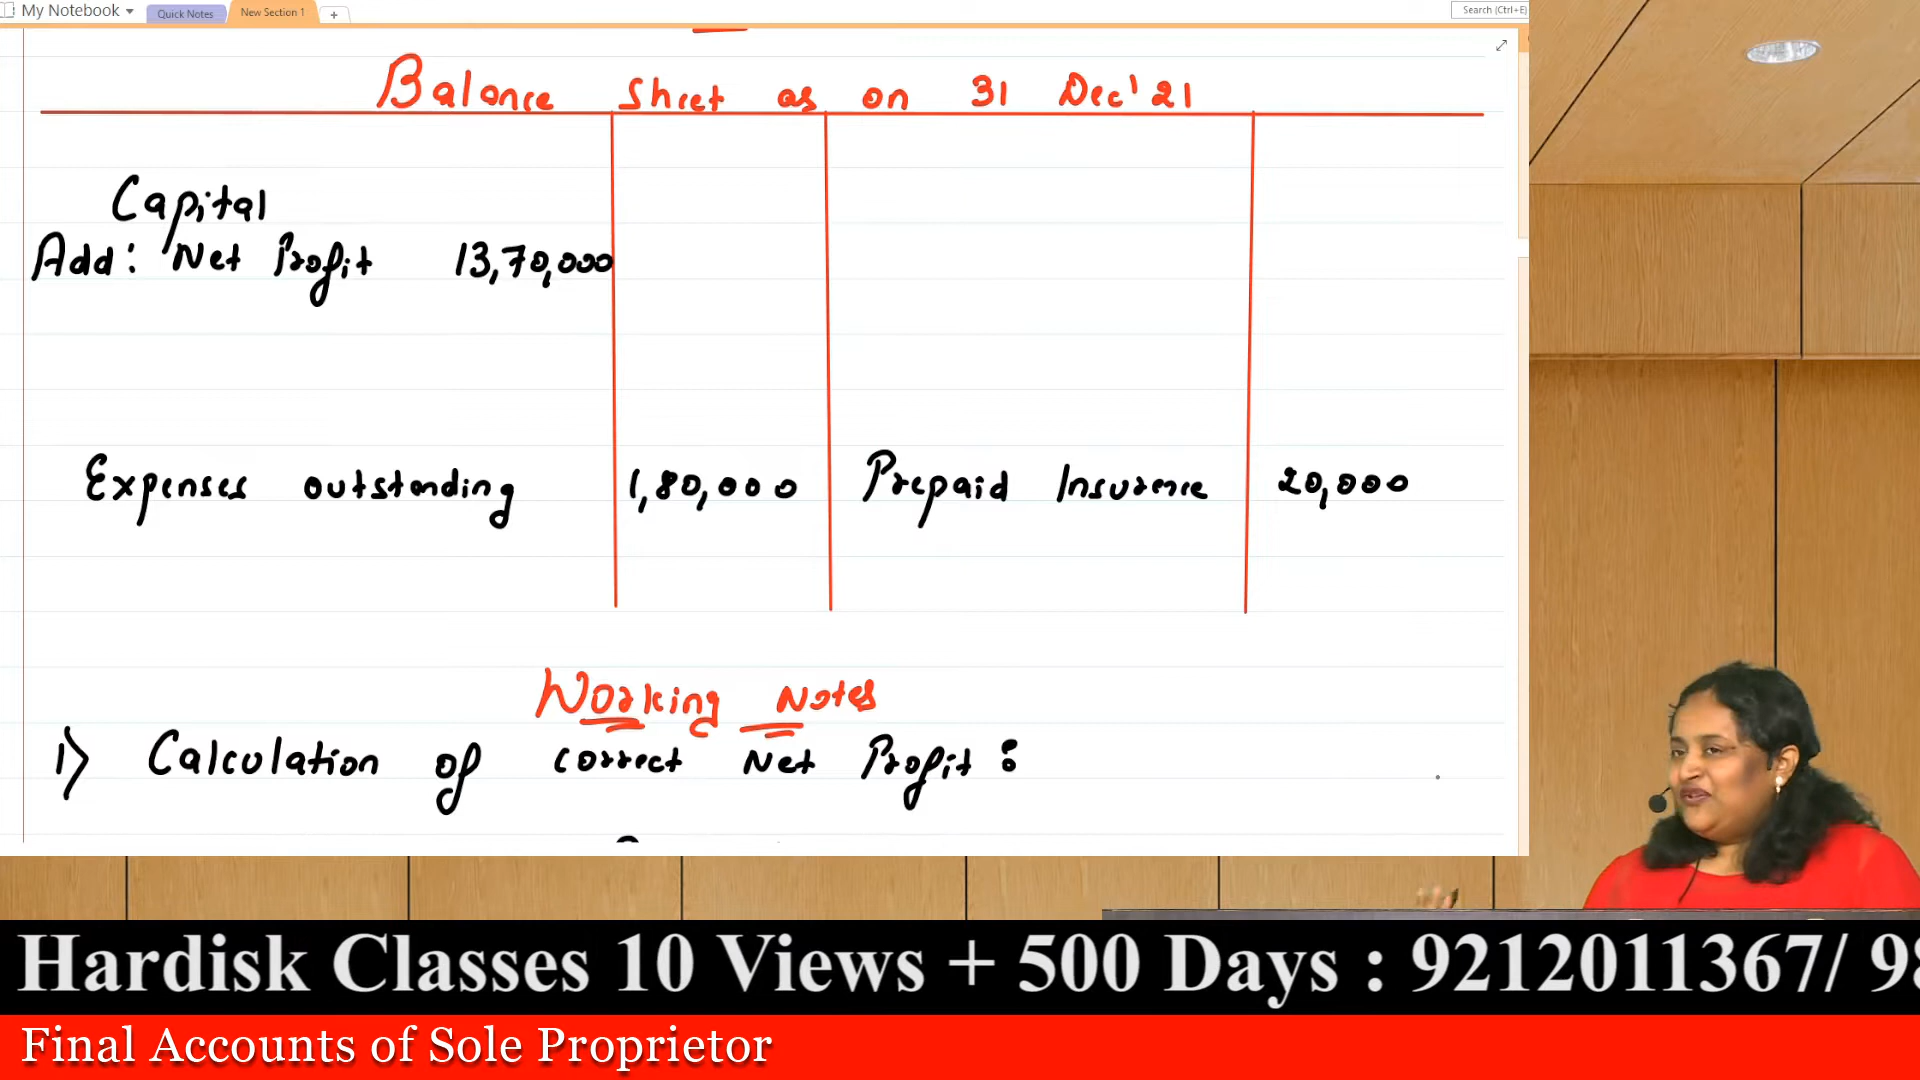 My Notebook
Quick Notes
New Section 1
+
Search (Ctrl+E)
Balance Sheet as on 31 Dec'21
Capital
Add: Net Profit 13,70,000
Expenses outstanding 1,80,000 Prepaid Insurance 20,000
Working Notes
1) Calculation of correct Net Profit :
Hardisk Classes 10 Views + 500 Days : 9212011367/ 98
Final Accounts of Sole Proprietor